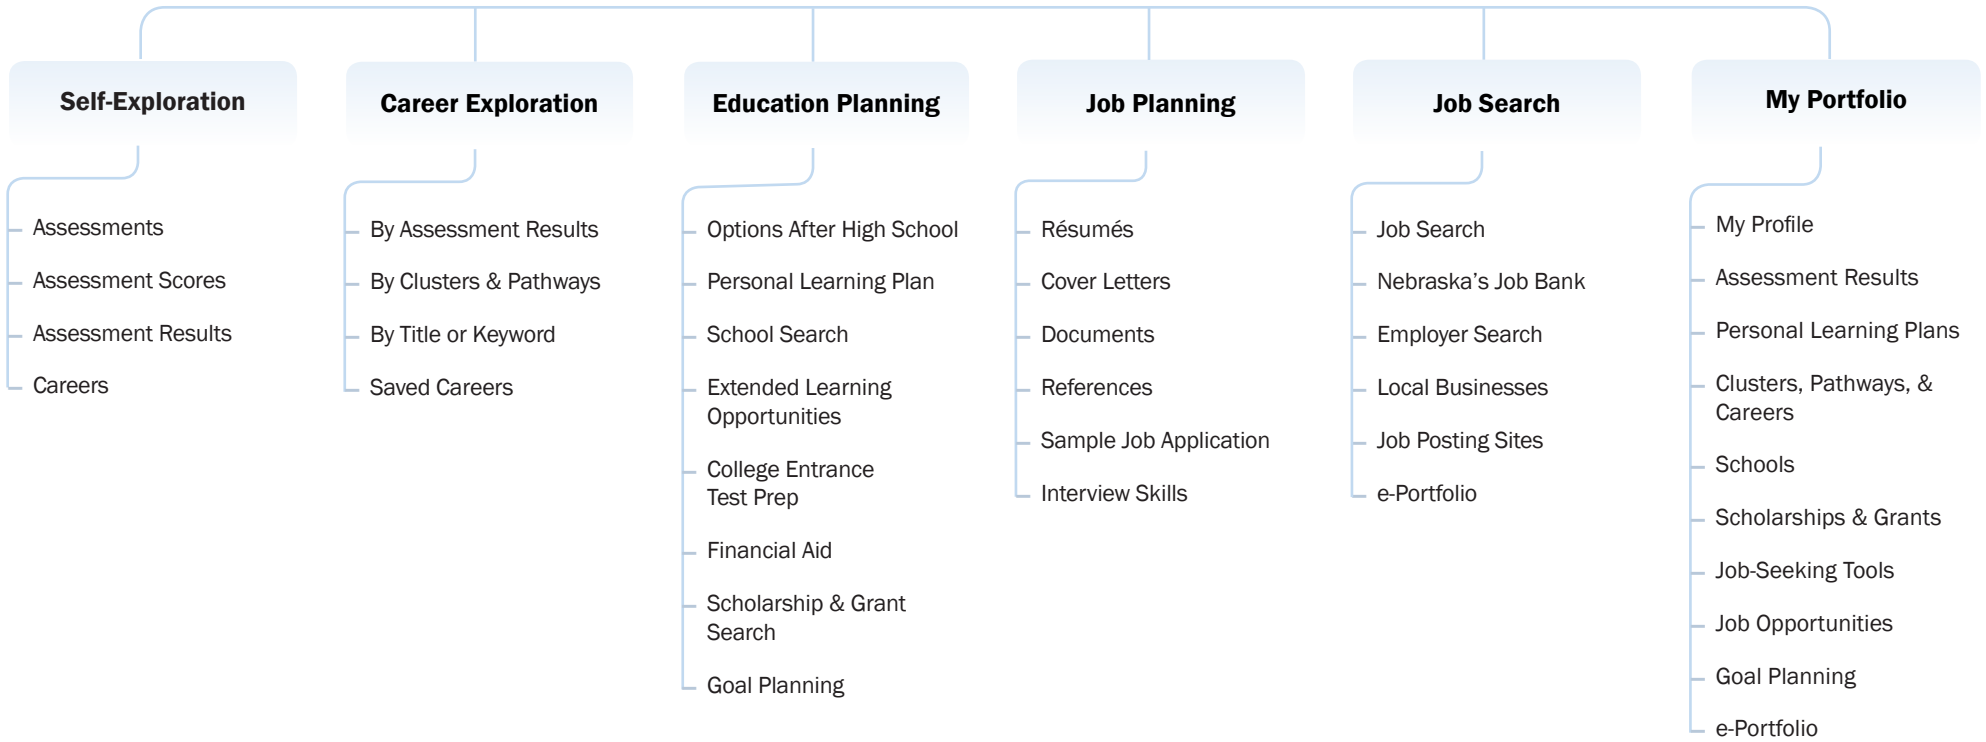 Self-Exploration
Assessments
Assessment Scores
Assessment Results
Careers
Career Exploration
By Assessment Results
By Clusters & Pathways
By Title or Keyword
Saved Careers
Education Planning
Options After High School
Personal Learning Plan
School Search
Extended Learning
Opportunities
College Entrance
Test Prep
Financial Aid
Scholarship & Grant
Search
Goal Planning
Job Planning
Résumés
Cover Letters
Documents
References
Sample Job Application
Interview Skills
Job Search
Job Search
Nebraska’s Job Bank
Employer Search
Local Businesses
Job Posting Sites
e-Portfolio
My Portfolio
My Profile
Assessment Results
Personal Learning Plans
Clusters, Pathways, &
Careers
Schools
Scholarships & Grants
Job-Seeking Tools
Job Opportunities
Goal Planning
e-Portfolio